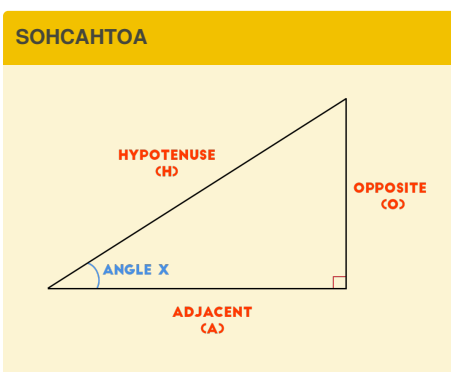 SOHCAHTOA
HYPOTENUSE
(H)
OPPOSITE
(O)
ANGLE X
ADJACENT
(A)